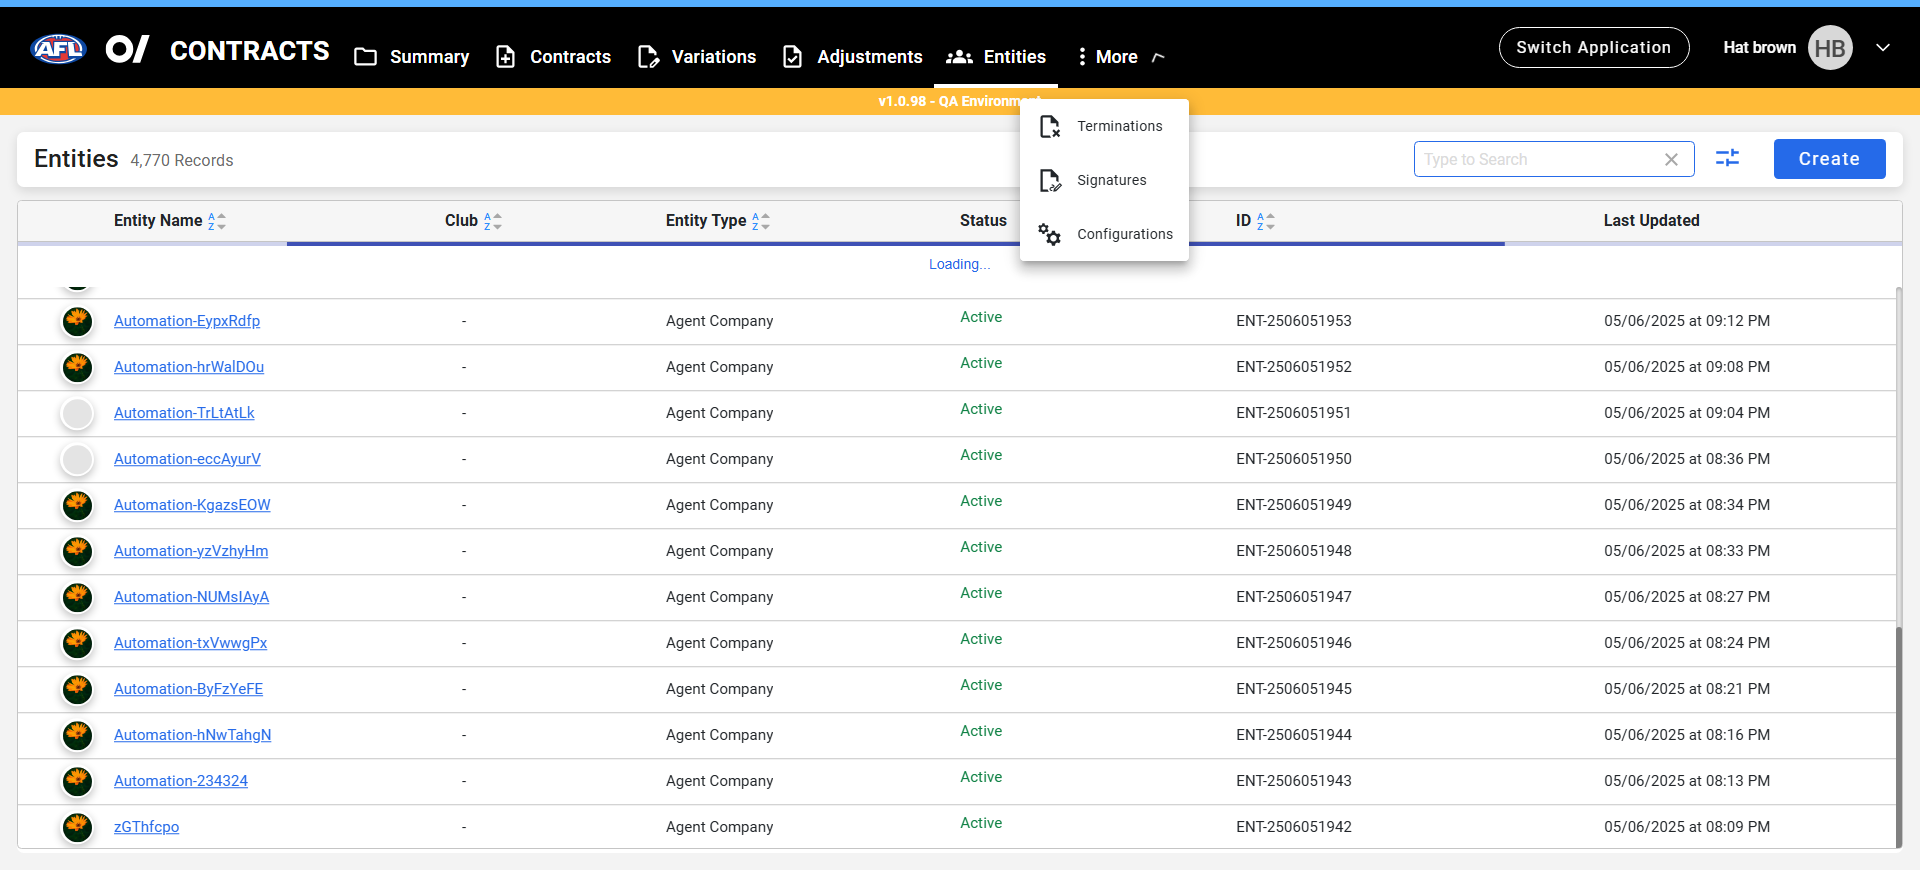 AFL CONTRACTS Summary Contracts Variations Adjustments Entities More Switch Application Hat brown HB
v1.0.98 - QA Environment
Terminations
Signatures
Configurations
Entities 4,770 Records Type to Search Create
Entity Name Club Entity Type Status ID Last Updated
Loading...
Automation-EypxRdfp - Agent Company Active ENT-2506051953 05/06/2025 at 09:12 PM
Automation-hrWalDOu - Agent Company Active ENT-2506051952 05/06/2025 at 09:08 PM
Automation-TrLtAtLk - Agent Company Active ENT-2506051951 05/06/2025 at 09:04 PM
Automation-eccAyurV - Agent Company Active ENT-2506051950 05/06/2025 at 08:36 PM
Automation-KgazsEOW - Agent Company Active ENT-2506051949 05/06/2025 at 08:34 PM
Automation-yzVzhyHm - Agent Company Active ENT-2506051948 05/06/2025 at 08:33 PM
Automation-NUMsIAyA - Agent Company Active ENT-2506051947 05/06/2025 at 08:27 PM
Automation-txVwwgPx - Agent Company Active ENT-2506051946 05/06/2025 at 08:24 PM
Automation-ByFzYeFE - Agent Company Active ENT-2506051945 05/06/2025 at 08:21 PM
Automation-hNwTahgN - Agent Company Active ENT-2506051944 05/06/2025 at 08:16 PM
Automation-234324 - Agent Company Active ENT-2506051943 05/06/2025 at 08:13 PM
zGThfcpo - Agent Company Active ENT-2506051942 05/06/2025 at 08:09 PM